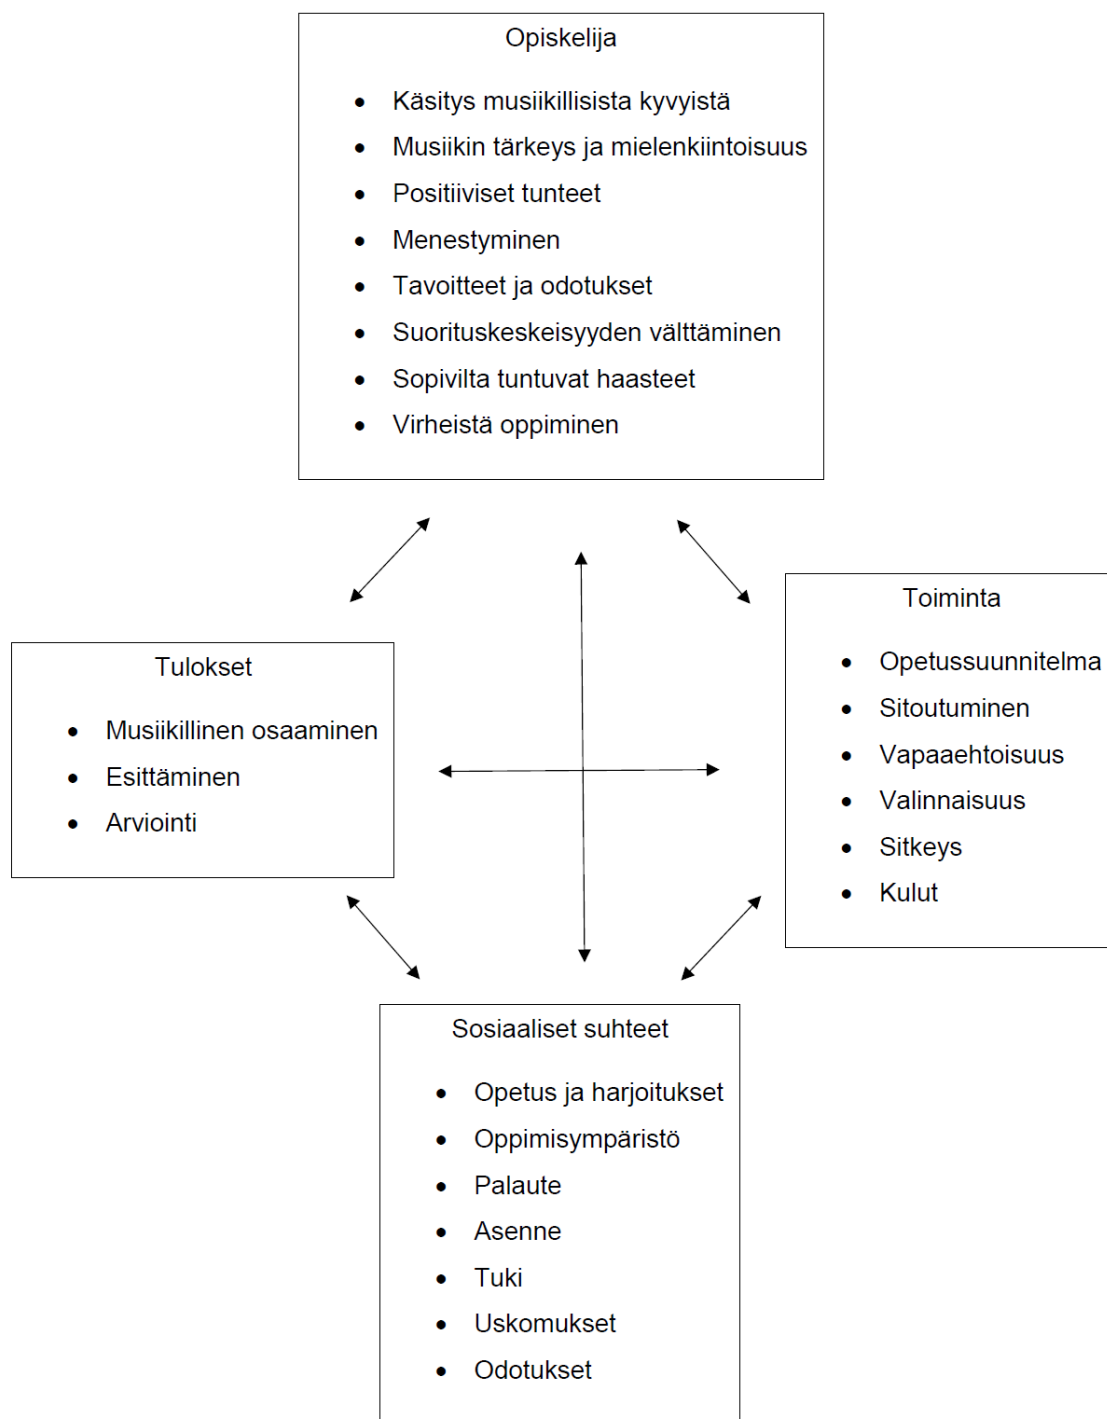 Opiskelija
• Käsitys musiikillisista kyvyistä
• Musiikin tärkeys ja mielenkiintoisuus
• Positiiviset tunteet
• Menestyminen
• Tavoitteet ja odotukset
• Suorituskeskeisyyden välttäminen
• Sopivilta tuntuvat haasteet
• Virheistä oppiminen
Tulokset
• Musiikillinen osaaminen
• Esittäminen
• Arviointi
Toiminta
• Opetussuunnitelma
• Sitoutuminen
• Vapaaehtoisuus
• Valinnaisuus
• Sitkeys
• Kulut
Sosiaaliset suhteet
• Opetus ja harjoitukset
• Oppimisympäristö
• Palaute
• Asenne
• Tuki
• Uskomukset
• Odotukset